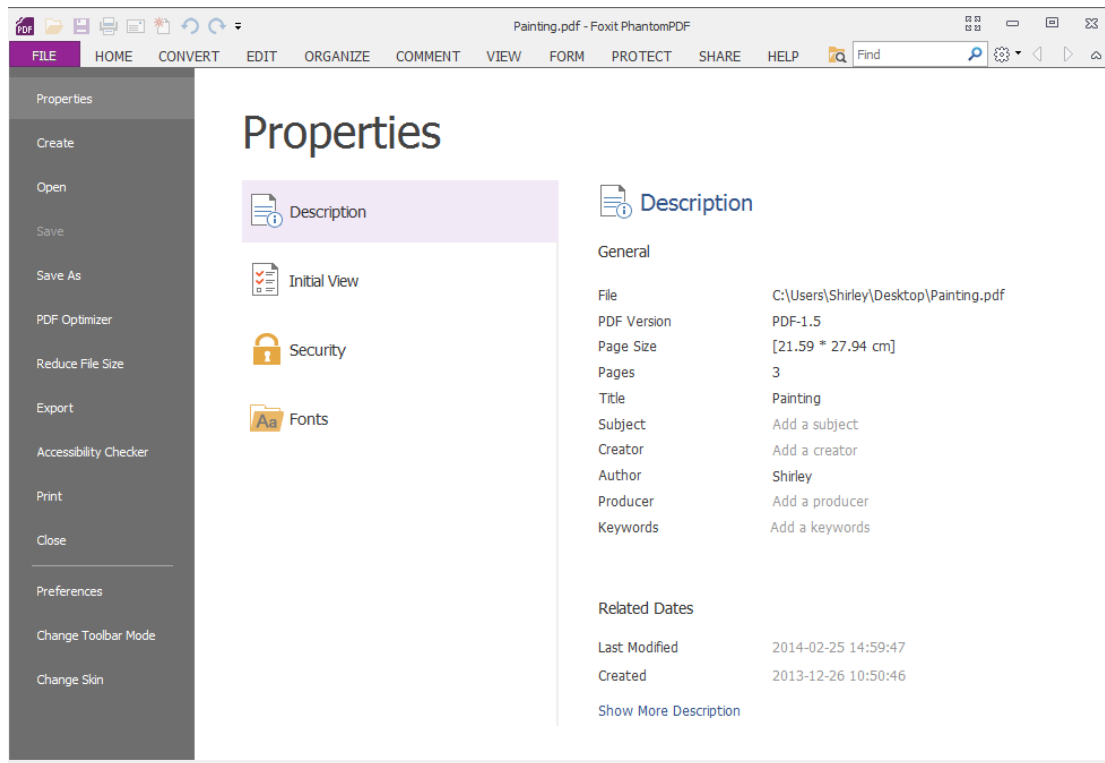 PDF
Painting.pdf - Foxit PhantomPDF
FILE HOME CONVERT EDIT ORGANIZE COMMENT VIEW FORM PROTECT SHARE HELP Find
Properties
Create
Open
Save
Save As
PDF Optimizer
Reduce File Size
Export
Accessibility Checker
Print
Close
Preferences
Change Toolbar Mode
Change Skin
Properties
Description
Initial View
Security
Aa Fonts
Description
General
File C:\Users\Shirley\Desktop\Painting.pdf
PDF Version PDF-1.5
Page Size [21.59 * 27.94 cm]
Pages 3
Title Painting
Subject Add a subject
Creator Add a creator
Author Shirley
Producer Add a producer
Keywords Add a keywords
Related Dates
Last Modified 2014-02-25 14:59:47
Created 2013-12-26 10:50:46
Show More Description